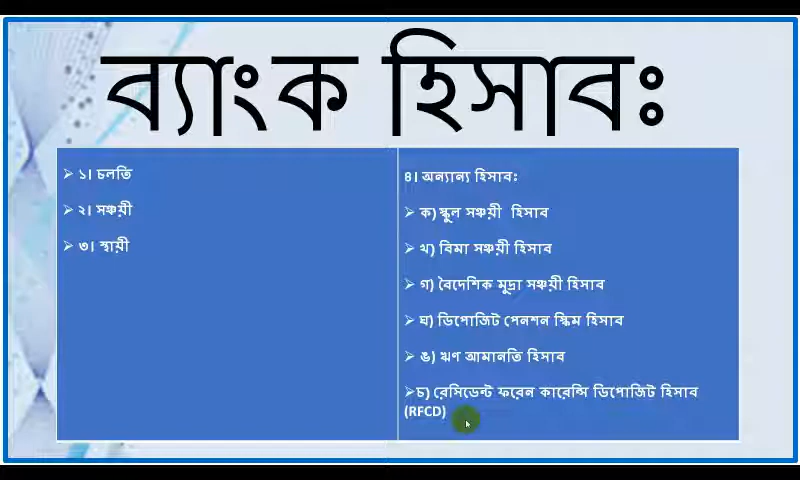 ব্যাংক হিসাবঃ
➢ ১। চলতি
➢ ২। সঞ্চয়ী
➢ ৩। স্থায়ী
৪। অন্যান্য হিসাবঃ
➢ ক) স্কুল সঞ্চয়ী হিসাব
➢ খ) বিমা সঞ্চয়ী হিসাব
➢ গ) বৈদেশিক মুদ্রা সঞ্চয়ী হিসাব
➢ ঘ) ডিপোজিট পেনশন স্কিম হিসাব
➢ ঙ) ঋণ আমানতি হিসাব
➢চ) রেসিডেন্ট ফরেন কারেন্সি ডিপোজিট হিসাব
(RFCD)